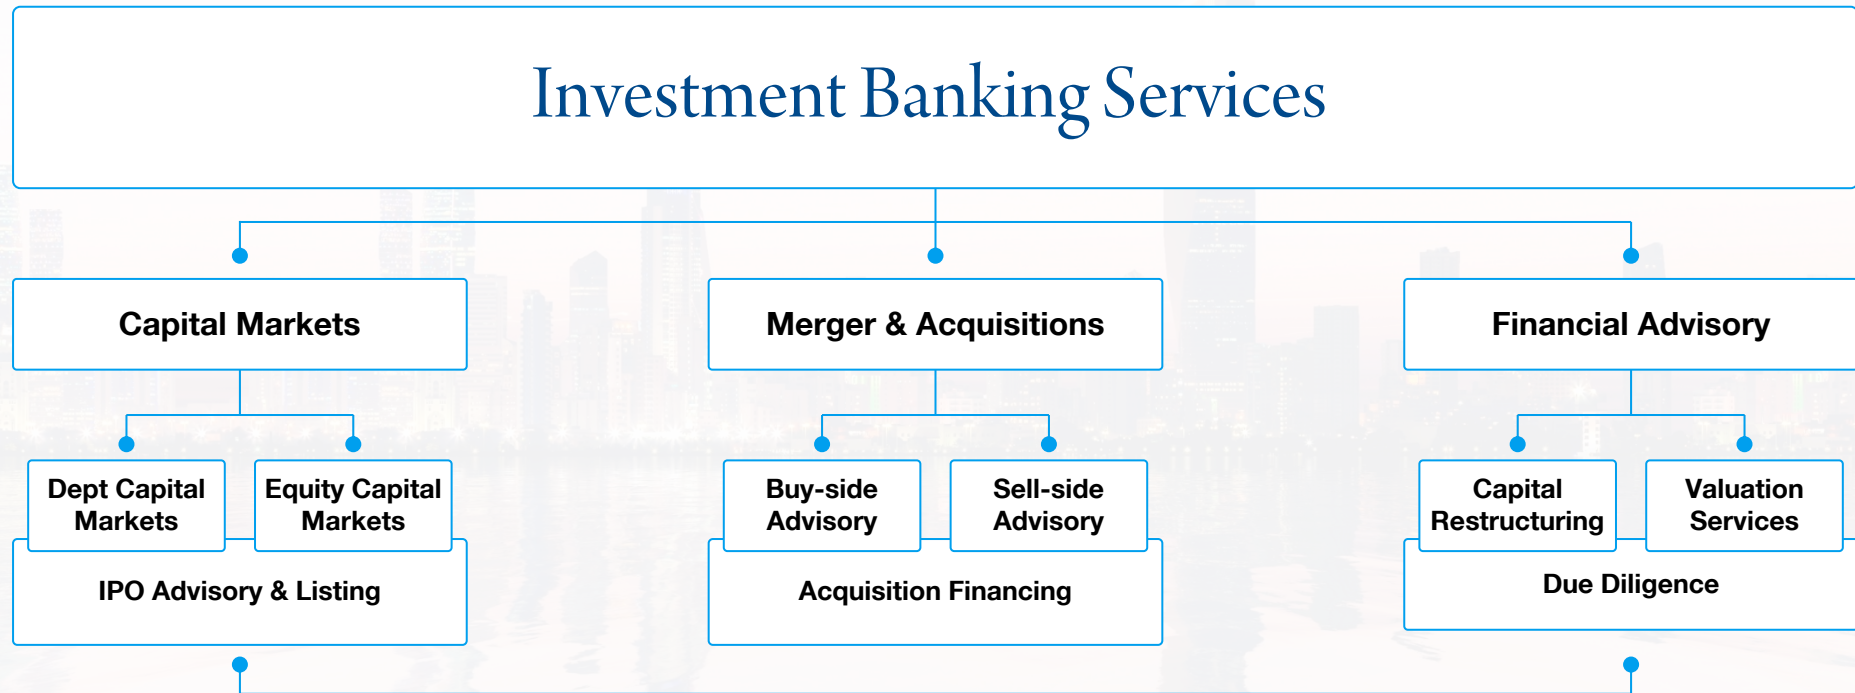 Investment Banking Services
Capital Markets
Merger & Acquisitions
Financial Advisory
Dept Capital
Markets
Equity Capital
Markets
Buy-side
Advisory
Sell-side
Advisory
Capital
Restructuring
Valuation
Services
IPO Advisory & Listing
Acquisition Financing
Due Diligence